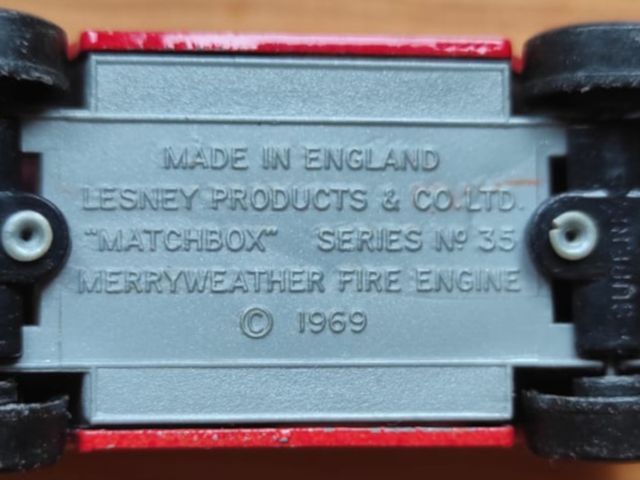 MADE IN ENGLAND
LESNEY PRODUCTS & CO. LTD.
"MATCHBOX" SERIES Nº 35
MERRYWEATHER FIRE ENGINE
© 1969